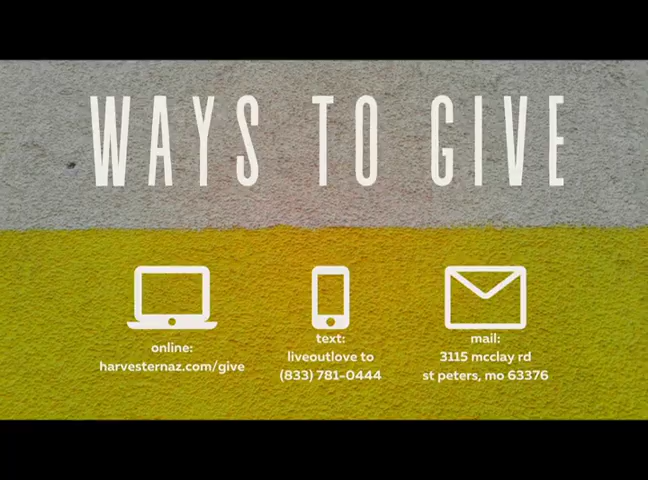 WAYS TO GIVE
online:
harvesternaz.com/give
text:
liveoutlove to
(833) 781-0444
mail:
3115 mcclay rd
st peters, mo 63376